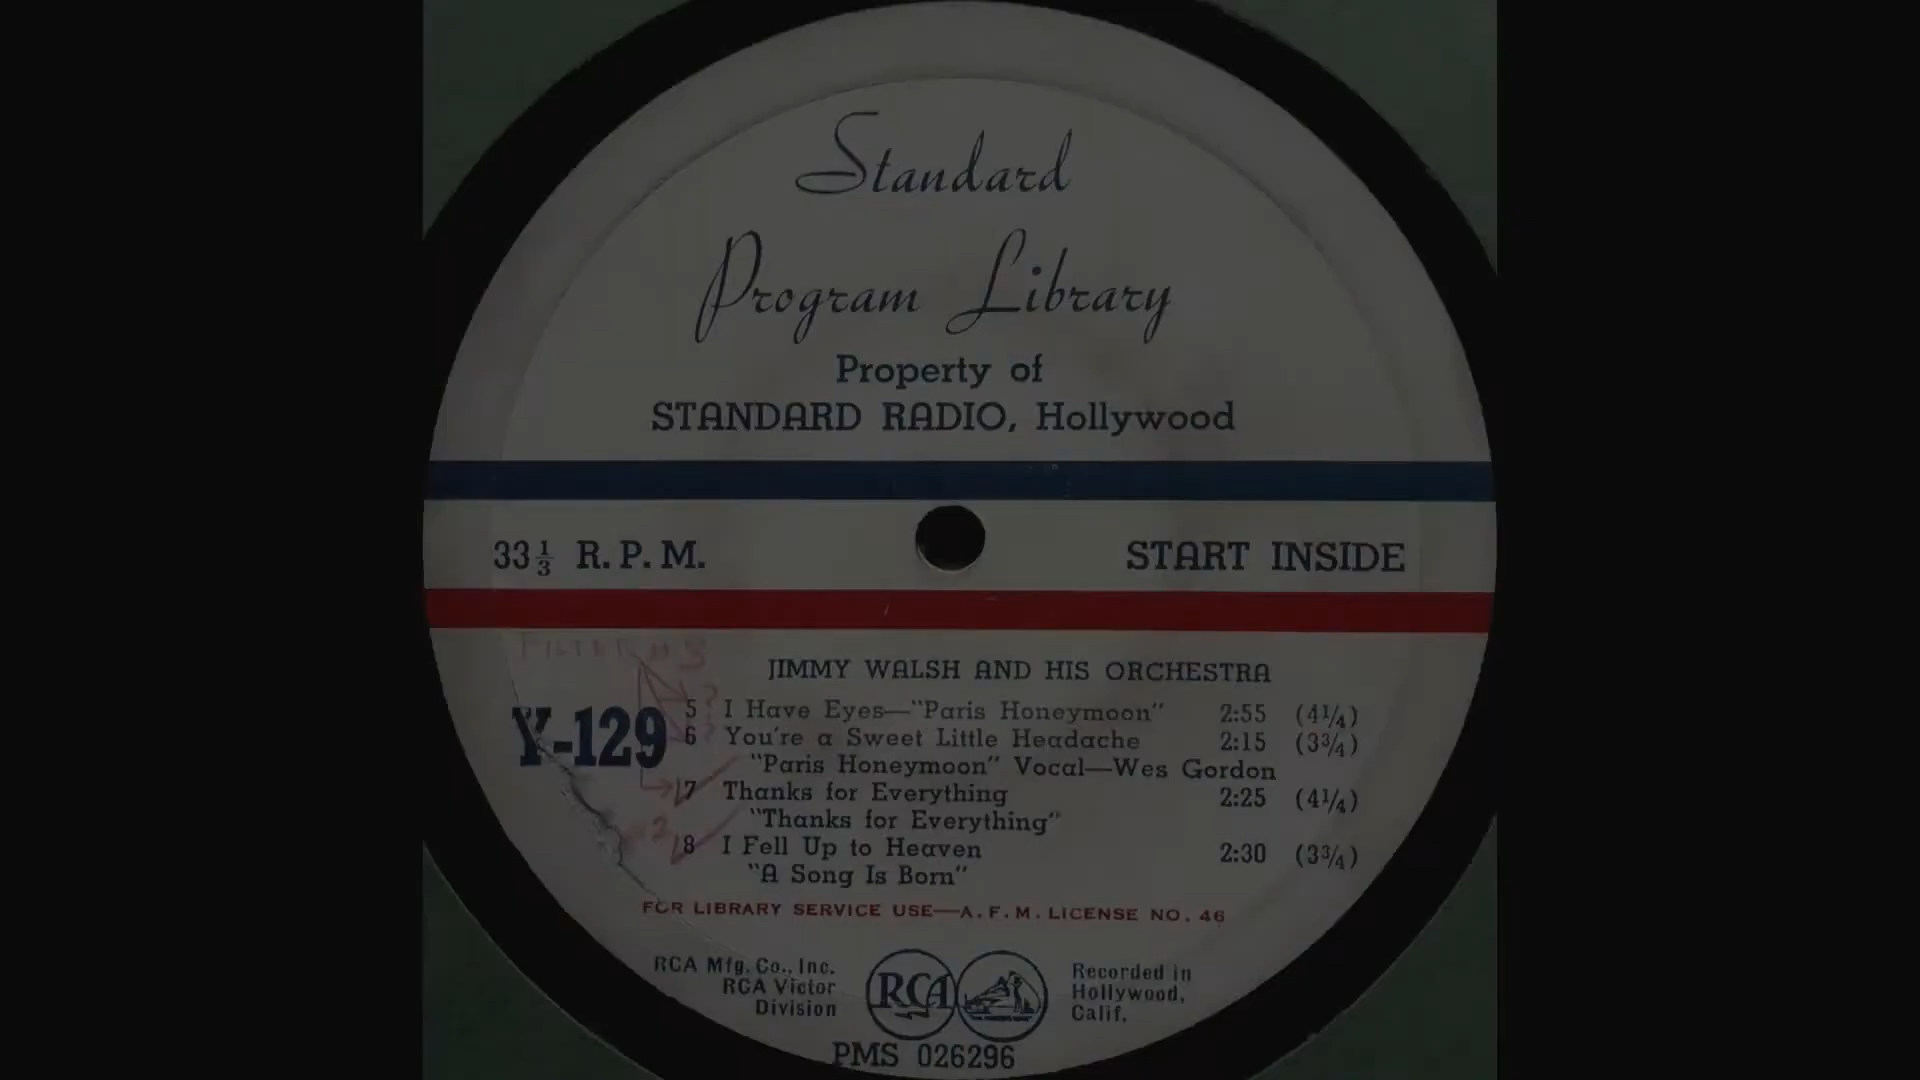 Standard
Program Library
Property of
STANDARD RADIO, Hollywood
33 1/3 R. P. M.
START INSIDE
FILTER #3
JIMMY WALSH AND HIS ORCHESTRA
Y-129
5 I Have Eyes—"Paris Honeymoon" 2:55 (4¼)
6 You're a Sweet Little Headache 2:15 (3¾)
"Paris Honeymoon" Vocal—Wes Gordon
7 Thanks for Everything 2:25 (4¼)
"Thanks for Everything"
8 I Fell Up to Heaven 2:30 (3¾)
"A Song Is Born"
FOR LIBRARY SERVICE USE—A. F. M. LICENSE NO. 46
RCA Mfg. Co., Inc.
RCA Victor
Division
RCA
Recorded in
Hollywood,
Calif.
PMS 026296